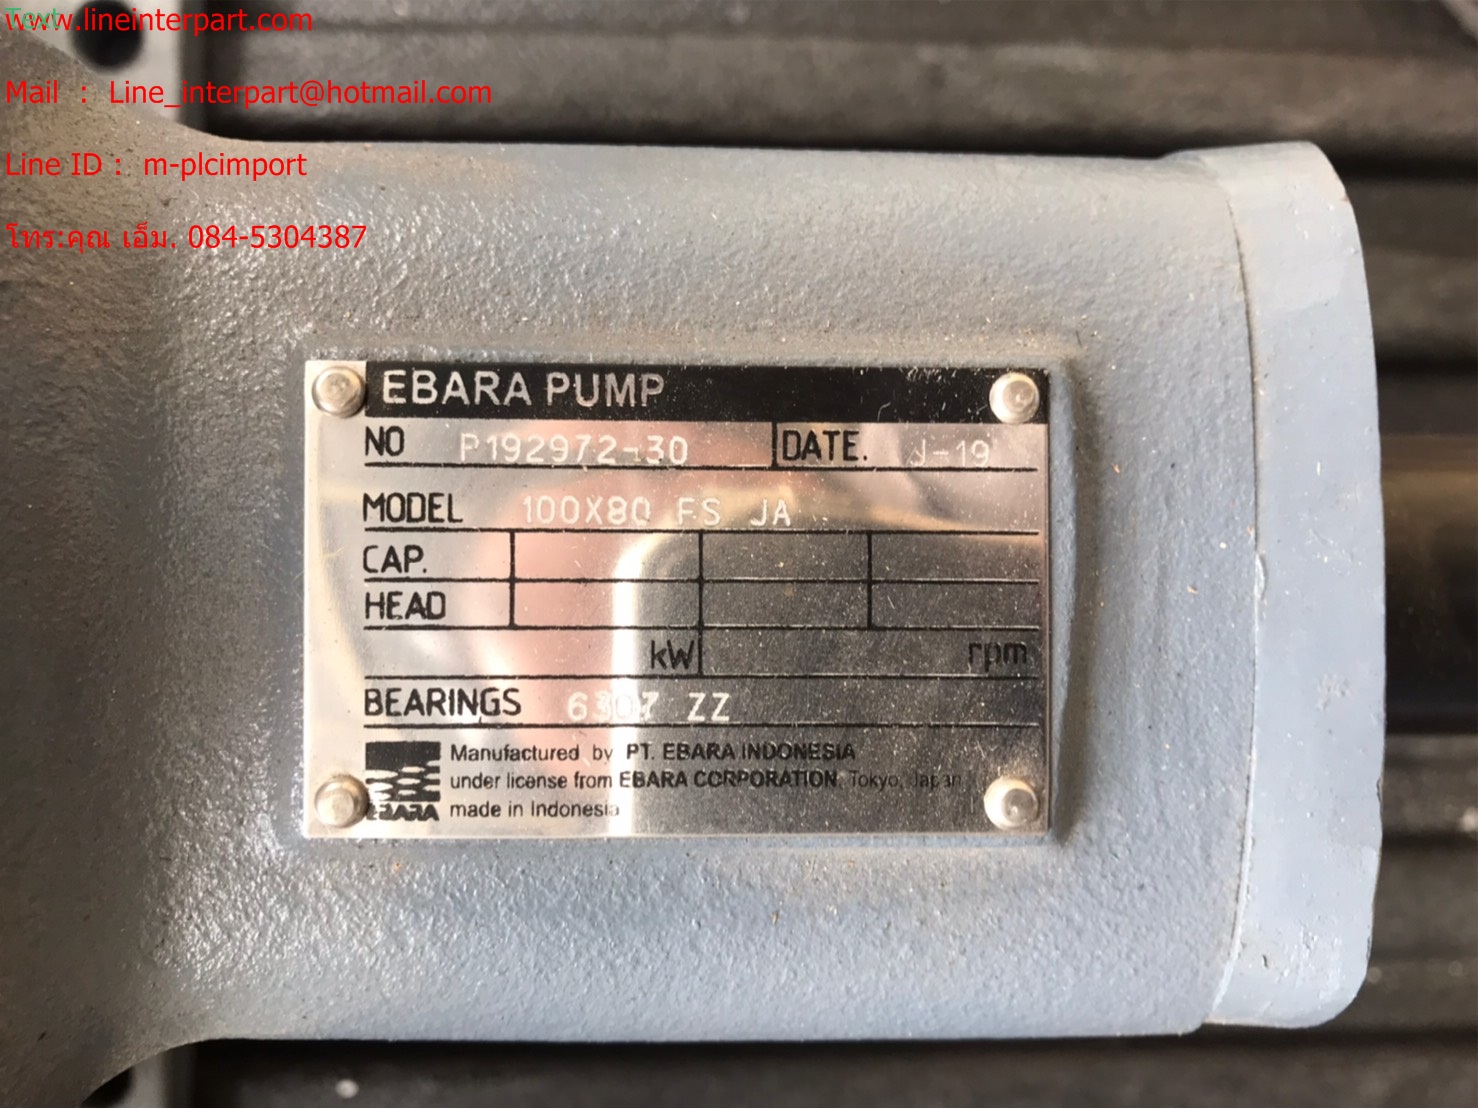 www.lineinterpart.com
Mail : Line_interpart@hotmail.com
Line ID : m-plcimport
โทร:คุณ เอ็ม. 084-5304387
EBARA PUMP
NO P192972-30 DATE. J-19
MODEL 100X80 FS JA
CAP.
HEAD
kW rpm
BEARINGS 6307 ZZ
Manufactured by PT. EBARA INDONESIA
under license from EBARA CORPORATION, Tokyo, Japan
EBARA made in Indonesia